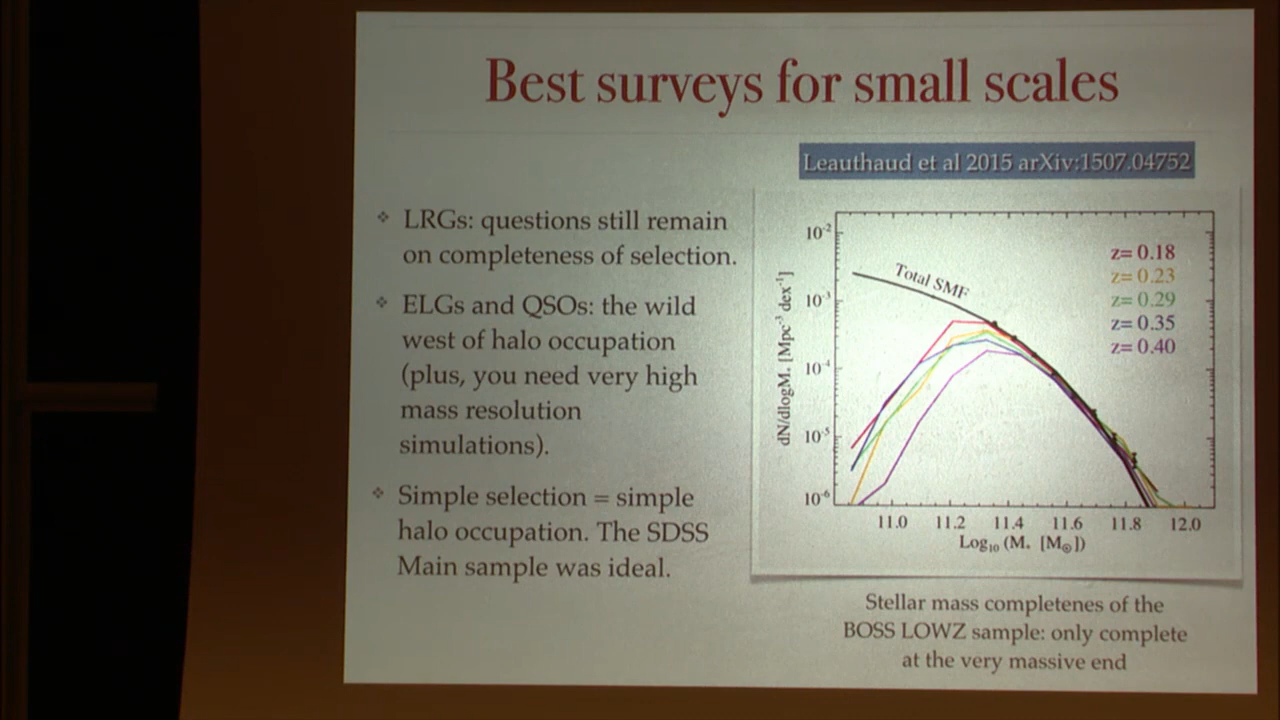 Best surveys for small scales
Leauthaud et al 2015 arXiv:1507.04752
❖ LRGs: questions still remain
on completeness of selection.
❖ ELGs and QSOs: the wild
west of halo occupation
(plus, you need very high
mass resolution
simulations).
❖ Simple selection = simple
halo occupation. The SDSS
Main sample was ideal.
10⁻²
10⁻³
10⁻⁴
10⁻⁵
10⁻⁶
dN/dlogM* [Mpc⁻³ dex⁻¹]
Total SMF
z= 0.18
z= 0.23
z= 0.29
z= 0.35
z= 0.40
11.0 11.2 11.4 11.6 11.8 12.0
Log₁₀ (M* [M⊙])
Stellar mass completenes of the
BOSS LOWZ sample: only complete
at the very massive end